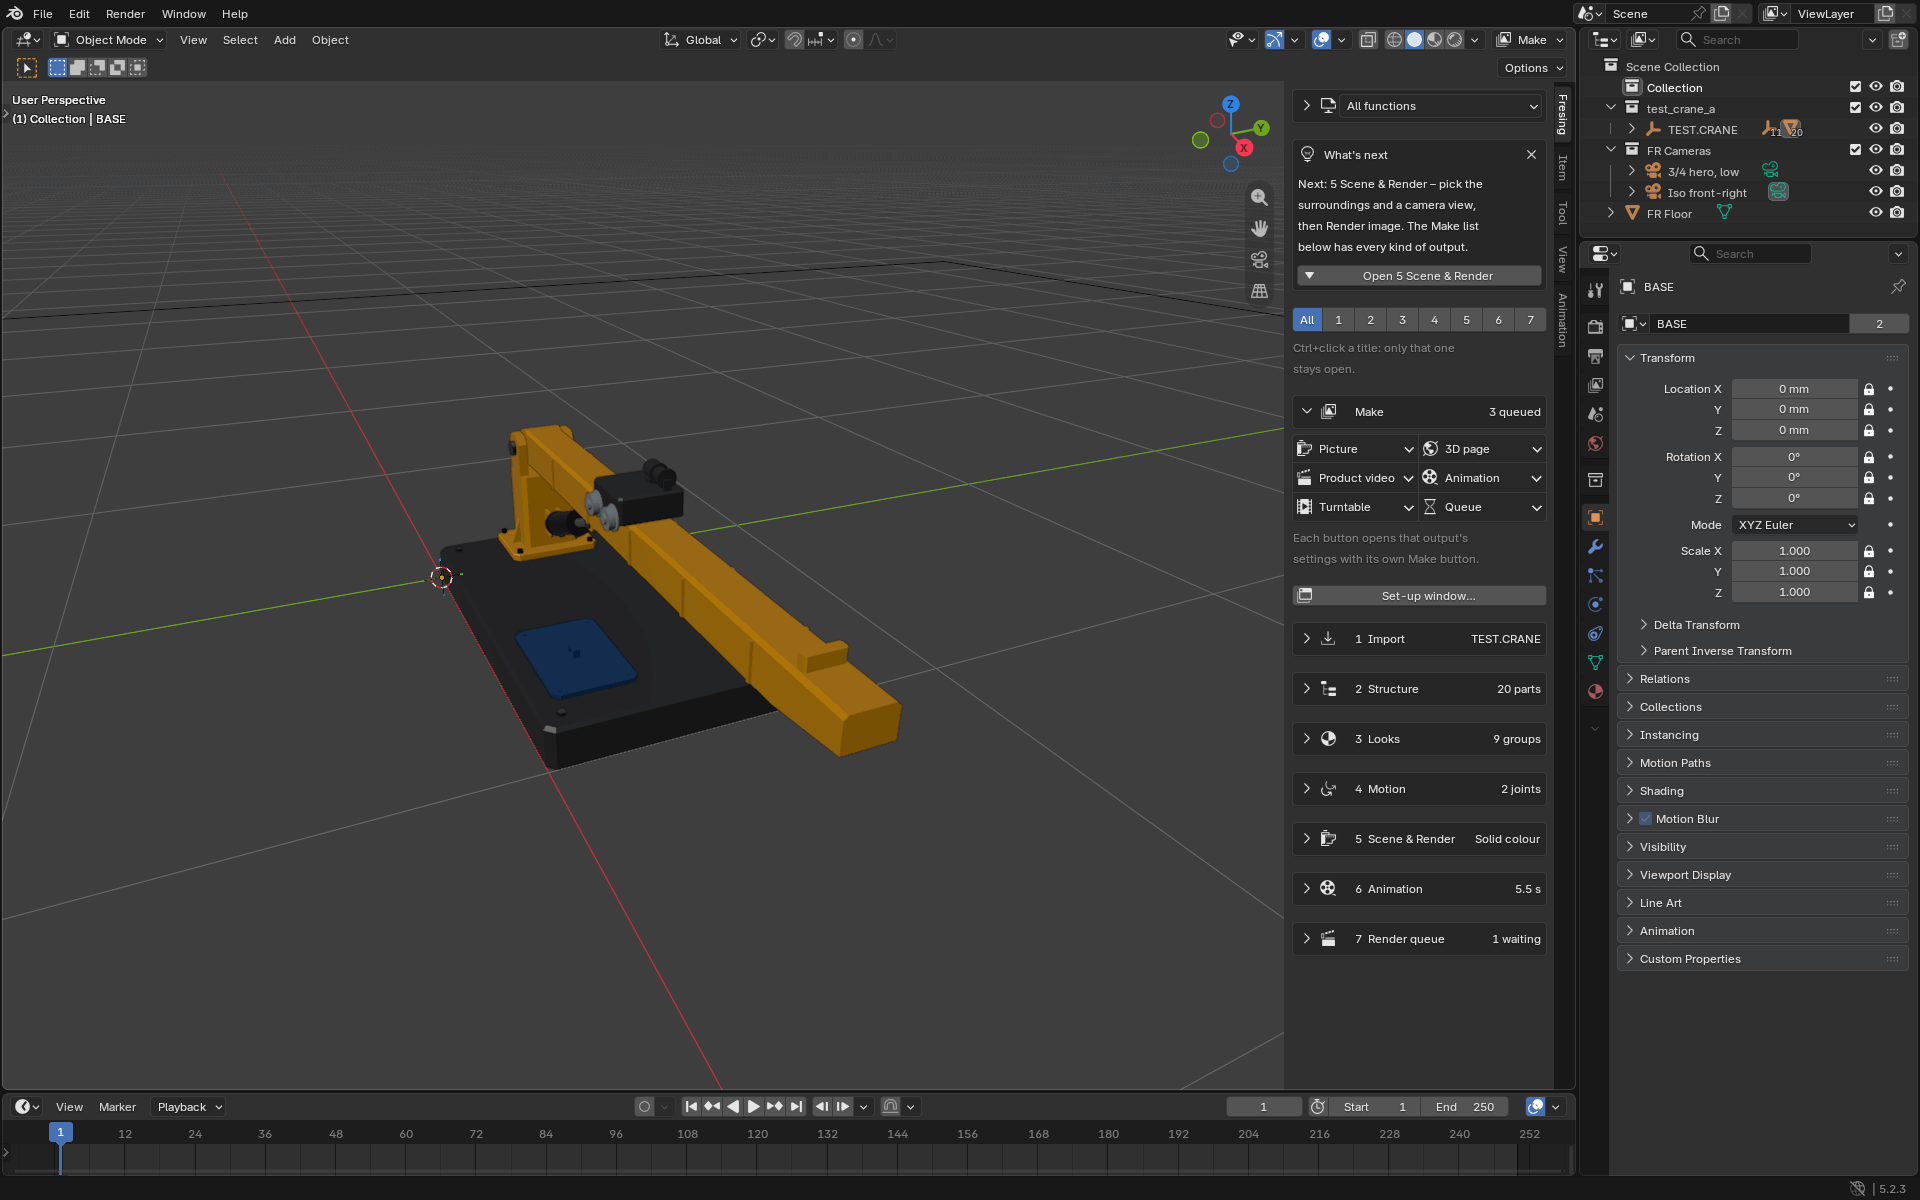 File Edit Render Window Help
Scene
ViewLayer
Object Mode View Select Add Object
Global
Make
Options
User Perspective
(1) Collection | BASE
Z
Y
X
All functions
What's next
Next: 5 Scene & Render – pick the
surroundings and a camera view,
then Render image. The Make list
below has every kind of output.
Open 5 Scene & Render
All 1 2 3 4 5 6 7
Ctrl+click a title: only that one
stays open.
Make 3 queued
Picture 3D page
Product video Animation
Turntable Queue
Each button opens that output's
settings with its own Make button.
Set-up window...
1 Import TEST.CRANE
2 Structure 20 parts
3 Looks 9 groups
4 Motion 2 joints
5 Scene & Render Solid colour
6 Animation 5.5 s
7 Render queue 1 waiting
Fresing
Item
Tool
View
Animation
Search
Scene Collection
Collection
test_crane_a
TEST.CRANE 11 20
FR Cameras
3/4 hero, low
Iso front-right
FR Floor
Search
BASE
BASE 2
Transform
Location X 0 mm
Y 0 mm
Z 0 mm
Rotation X 0°
Y 0°
Z 0°
Mode XYZ Euler
Scale X 1.000
Y 1.000
Z 1.000
Delta Transform
Parent Inverse Transform
Relations
Collections
Instancing
Motion Paths
Shading
Motion Blur
Visibility
Viewport Display
Line Art
Animation
Custom Properties
View Marker Playback
1 Start 1 End 250
1 12 24 36 48 60 72 84 96 108 120 132 144 156 168 180 192 204 216 228 240 252
5.2.3